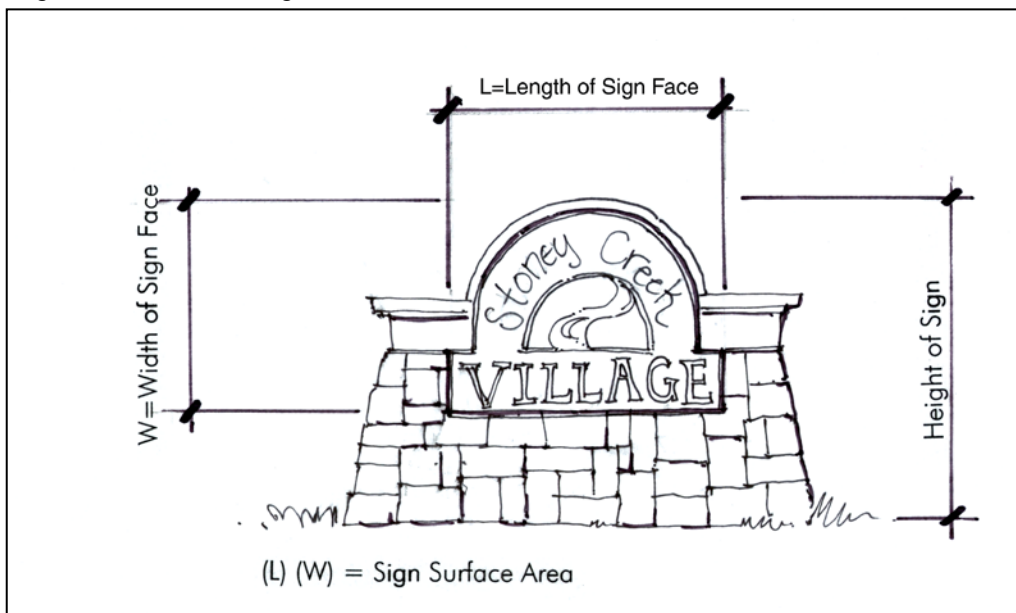 L=Length of Sign Face
W=Width of Sign Face
Height of Sign
Stoney Creek
VILLAGE
(L) (W) = Sign Surface Area